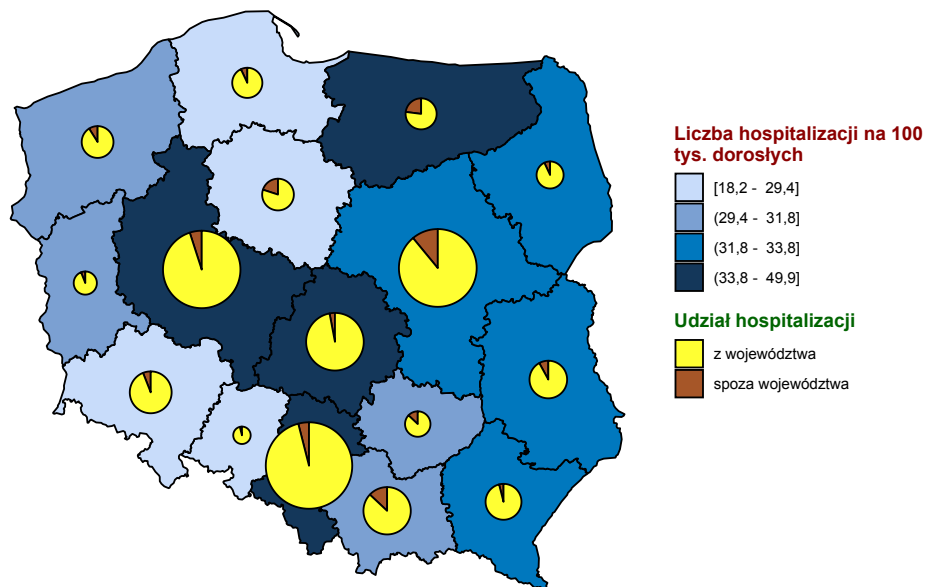 Liczba hospitalizacji na 100
tys. dorosłych
[18,2 - 29,4]
(29,4 - 31,8]
(31,8 - 33,8]
(33,8 - 49,9]
Udział hospitalizacji
z województwa
spoza województwa